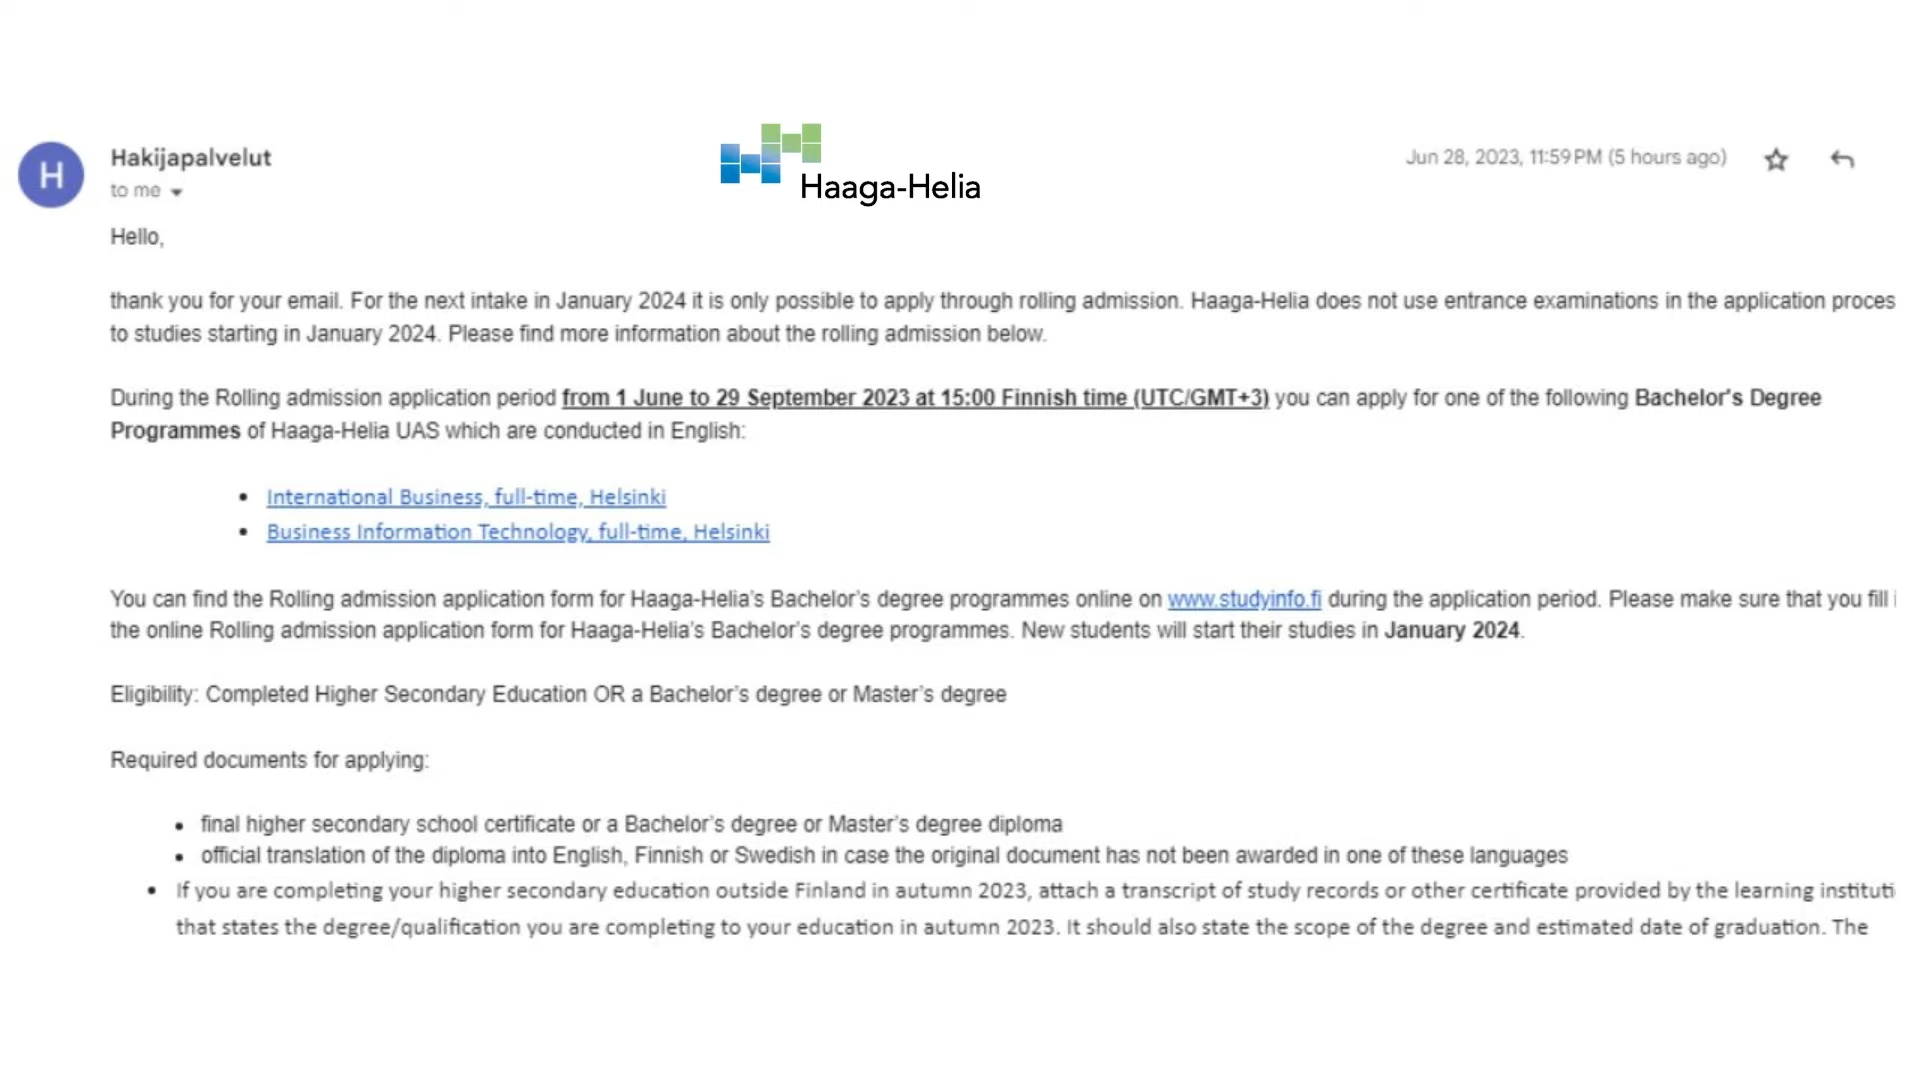 H
Hakijapalvelut
to me
Haaga-Helia
Jun 28, 2023, 11:59 PM (5 hours ago)
Hello,
thank you for your email. For the next intake in January 2024 it is only possible to apply through rolling admission. Haaga-Helia does not use entrance examinations in the application proces
to studies starting in January 2024. Please find more information about the rolling admission below.
During the Rolling admission application period from 1 June to 29 September 2023 at 15:00 Finnish time (UTC/GMT+3) you can apply for one of the following Bachelor's Degree
Programmes of Haaga-Helia UAS which are conducted in English:
• International Business, full-time, Helsinki
• Business Information Technology, full-time, Helsinki
You can find the Rolling admission application form for Haaga-Helia's Bachelor's degree programmes online on www.studyinfo.fi during the application period. Please make sure that you fill i
the online Rolling admission application form for Haaga-Helia's Bachelor's degree programmes. New students will start their studies in January 2024.
Eligibility: Completed Higher Secondary Education OR a Bachelor's degree or Master's degree
Required documents for applying:
• final higher secondary school certificate or a Bachelor's degree or Master's degree diploma
• official translation of the diploma into English, Finnish or Swedish in case the original document has not been awarded in one of these languages
• If you are completing your higher secondary education outside Finland in autumn 2023, attach a transcript of study records or other certificate provided by the learning instituti
that states the degree/qualification you are completing to your education in autumn 2023. It should also state the scope of the degree and estimated date of graduation. The